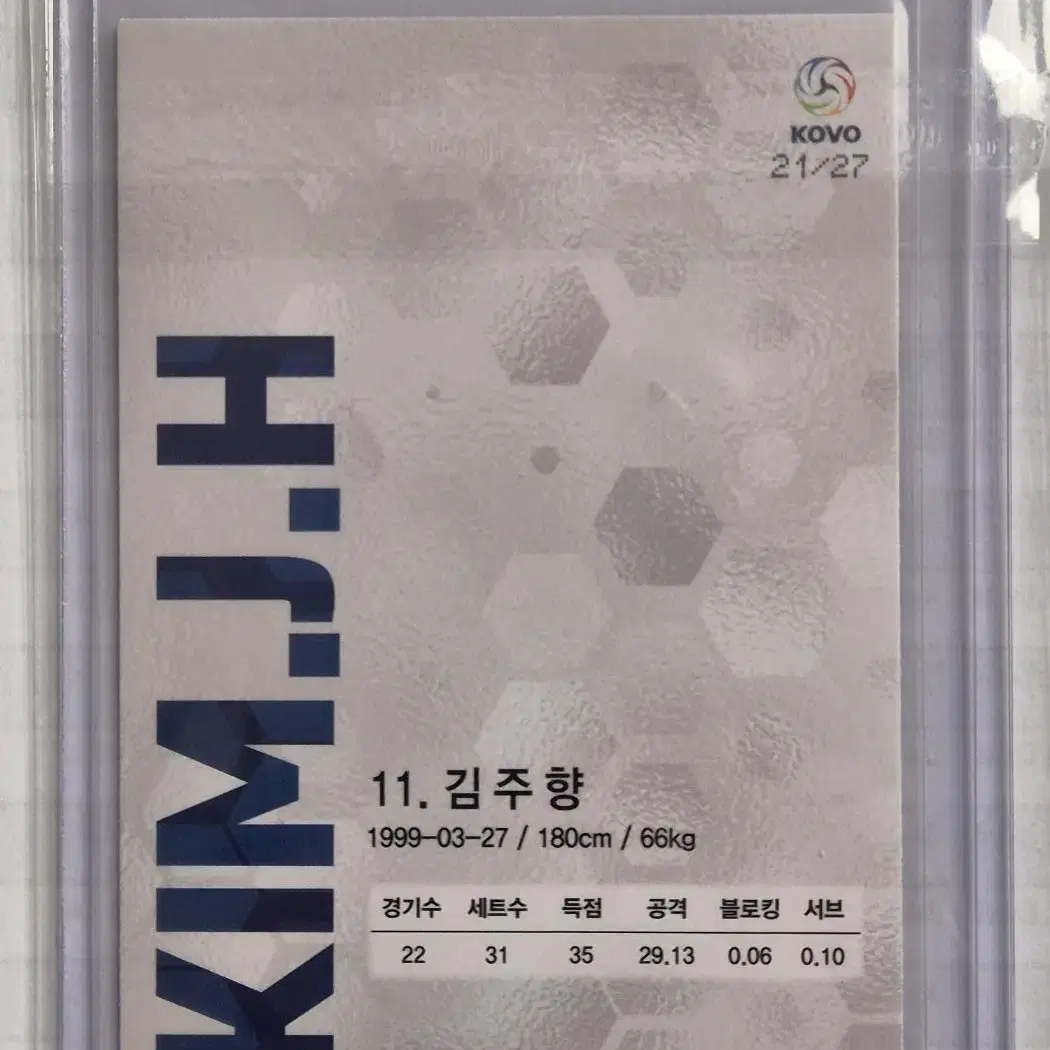 KOVO
21/27
KIM.J.H
11. 김주향
1999-03-27 / 180cm / 66kg
경기수 세트수 득점 공격 블로킹 서브
22 31 35 29.13 0.06 0.10